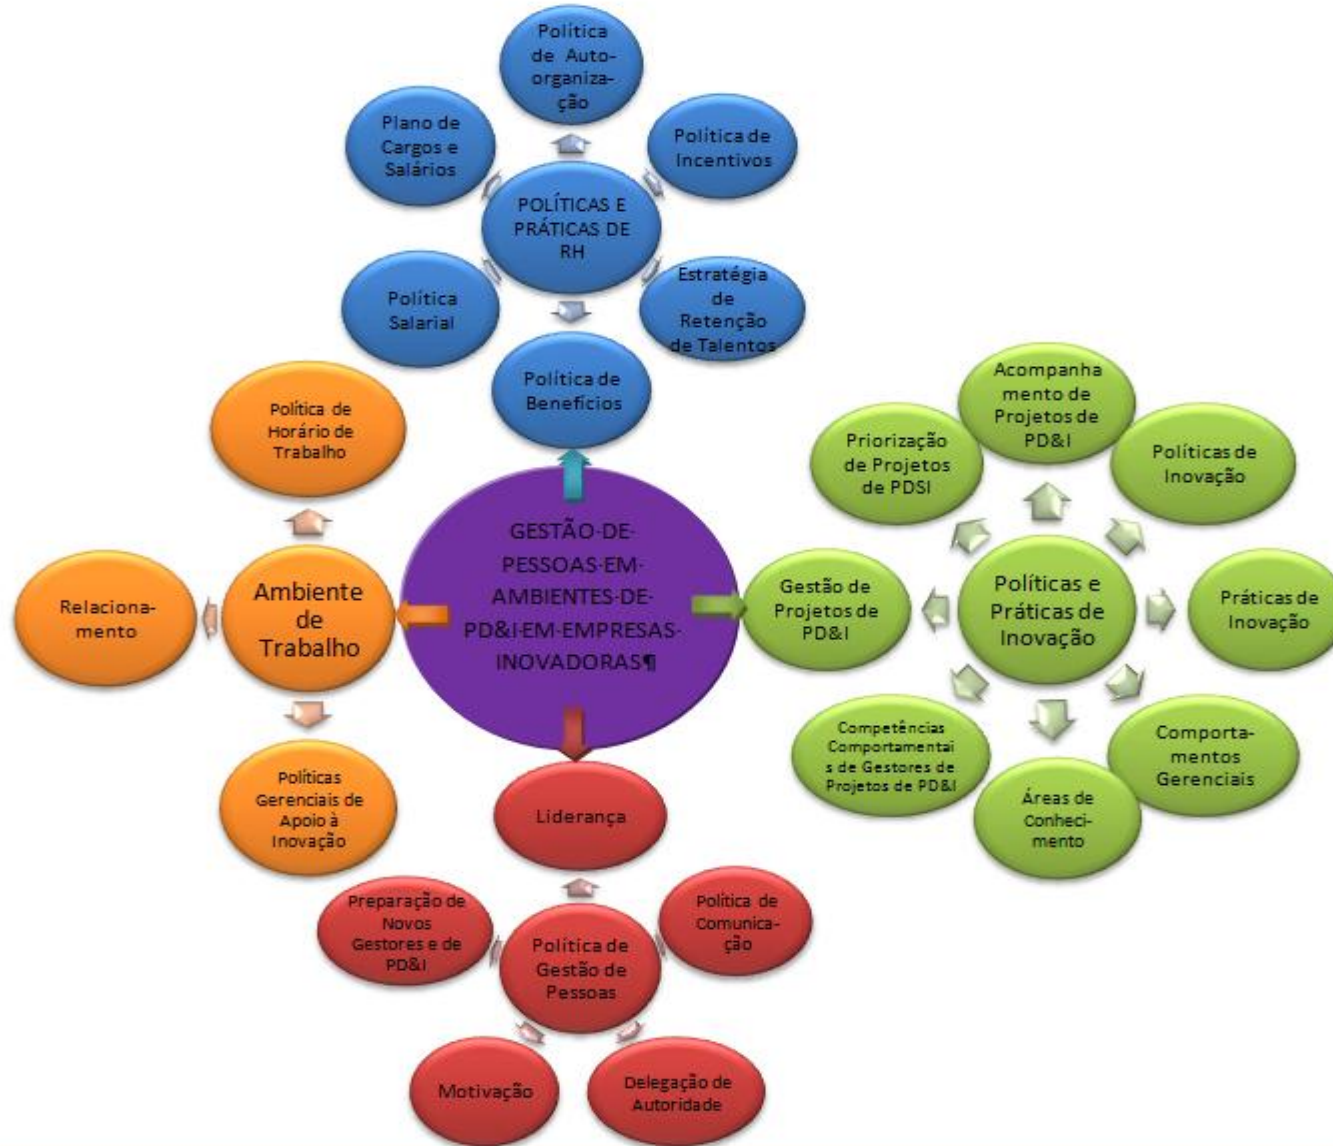 Política
de Auto-
organiza-
ção
Plano de
Cargos e
Salários
Política de
Incentivos
POLÍTICAS E
PRÁTICAS DE
RH
Política
Salarial
Estratégia
de
Retenção
de Talentos
Política de
Benefícios
Política de
Horário de
Trabalho
Ambiente
de
Trabalho
Relaciona-
mento
Políticas
Gerenciais de
Apoio à
Inovação
GESTÃO·DE·
PESSOAS·EM·
AMBIENTES·DE·
PD&I·EM·EMPRESAS·
INOVADORAS¶
Acompanha
mento de
Projetos de
PD&I
Priorização
de Projetos
de PDSI
Políticas de
Inovação
Gestão de
Projetos de
PD&I
Políticas e
Práticas de
Inovação
Práticas de
Inovação
Competências
Comportamentai
s de Gestores de
Projetos de PD&I
Áreas de
Conheci-
mento
Comporta-
mentos
Gerenciais
Liderança
Preparação de
Novos
Gestores e de
PD&I
Política de
Comunica-
ção
Política de
Gestão de
Pessoas
Motivação
Delegação de
Autoridade